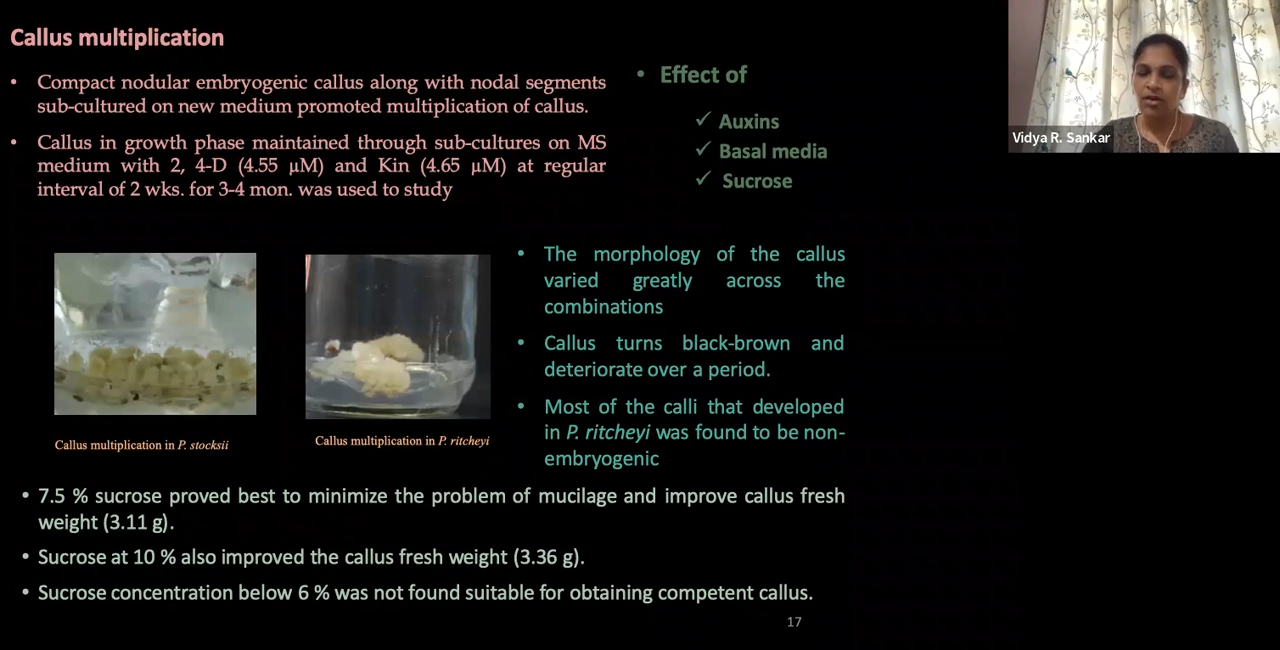 Callus multiplication
• Compact nodular embryogenic callus along with nodal segments
sub-cultured on new medium promoted multiplication of callus.
• Callus in growth phase maintained through sub-cultures on MS
medium with 2, 4-D (4.55 µM) and Kin (4.65 µM) at regular
interval of 2 wks. for 3-4 mon. was used to study
• Effect of
✓ Auxins
✓ Basal media
✓ Sucrose
Vidya R. Sankar
Callus multiplication in P. stocksii
Callus multiplication in P. ritcheyi
• The morphology of the callus
varied greatly across the
combinations
• Callus turns black-brown and
deteriorate over a period.
• Most of the calli that developed
in P. ritcheyi was found to be non-
embryogenic
• 7.5 % sucrose proved best to minimize the problem of mucilage and improve callus fresh
weight (3.11 g).
• Sucrose at 10 % also improved the callus fresh weight (3.36 g).
• Sucrose concentration below 6 % was not found suitable for obtaining competent callus.
17